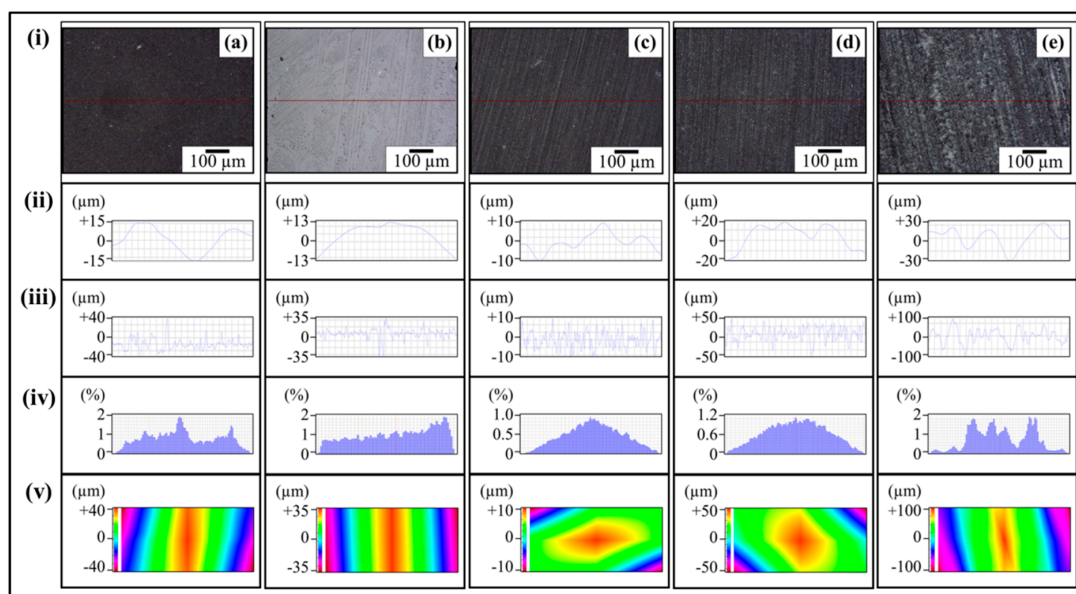 (i) (a) (b) (c) (d) (e)
100 µm 100 µm 100 µm 100 µm 100 µm
(ii) (µm) (µm) (µm) (µm) (µm)
+15 +13 +10 +20 +30
0 0 0 0 0
-15 -13 -10 -20 -30
(iii) (µm) (µm) (µm) (µm) (µm)
+40 +35 +10 +50 +100
0 0 0 0 0
-40 -35 -10 -50 -100
(iv) (%) (%) (%) (%) (%)
2 2 1.0 1.2 2
1 1 0.5 0.6 1
0 0 0 0 0
(v) (µm) (µm) (µm) (µm) (µm)
+40 +35 +10 +50 +100
0 0 0 0 0
-40 -35 -10 -50 -100